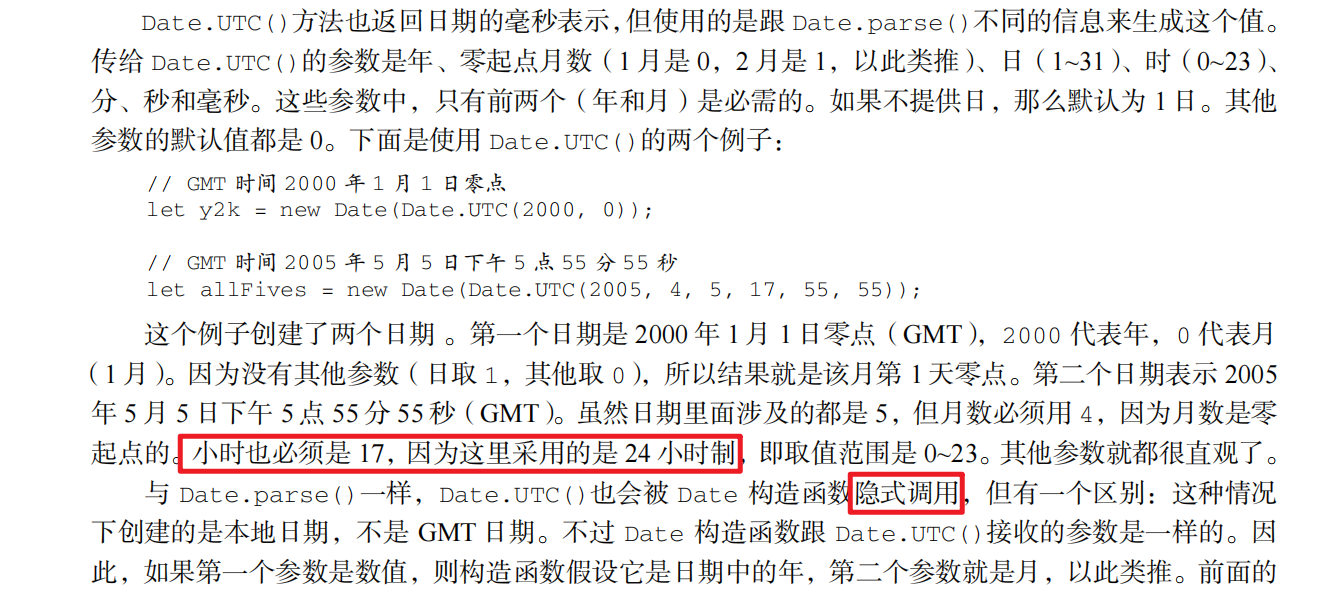 Date.UTC()方法也返回日期的毫秒表示,但使用的是跟 Date.parse()不同的信息来生成这个值。
传给 Date.UTC()的参数是年、零起点月数(1月是0,2月是1,以此类推)、日(1~31)、时(0~23)、
分、秒和毫秒。这些参数中,只有前两个(年和月)是必需的。如果不提供日,那么默认为1日。其他
参数的默认值都是0。下面是使用 Date.UTC()的两个例子:
// GMT 时间 2000 年 1 月 1 日零点
let y2k = new Date(Date.UTC(2000, 0));
// GMT 时间 2005 年 5 月 5 日下午 5 点 55 分 55 秒
let allFives = new Date(Date.UTC(2005, 4, 5, 17, 55, 55));
这个例子创建了两个日期 。第一个日期是 2000 年 1 月 1 日零点(GMT),2000 代表年,0 代表月
(1 月)。因为没有其他参数(日取 1,其他取 0),所以结果就是该月第 1 天零点。第二个日期表示 2005
年 5 月 5 日下午 5 点 55 分 55 秒(GMT)。虽然日期里面涉及的都是 5,但月数必须用 4,因为月数是零
起点的。小时也必须是 17,因为这里采用的是 24 小时制,即取值范围是 0~23。其他参数就都很直观了。
与 Date.parse()一样,Date.UTC()也会被 Date 构造函数隐式调用,但有一个区别:这种情况
下创建的是本地日期,不是 GMT 日期。不过 Date 构造函数跟 Date.UTC()接收的参数是一样的。因
此,如果第一个参数是数值,则构造函数假设它是日期中的年,第二个参数就是月,以此类推。前面的